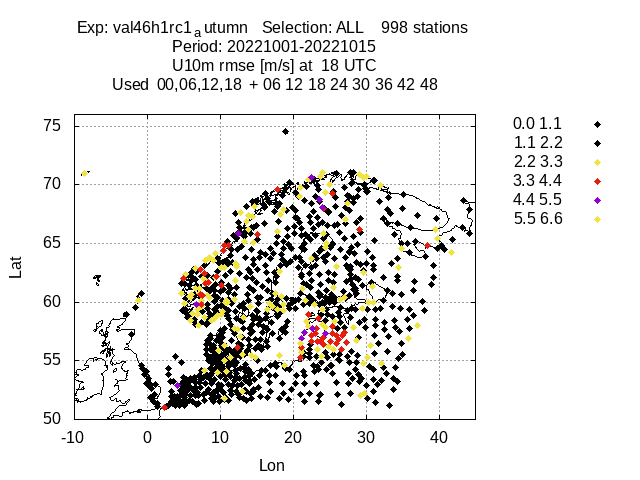 Exp: val46h1rc1autumn Selection: ALL 998 stations
Period: 20221001-20221015
U10m rmse [m/s] at 18 UTC
Used 00,06,12,18 + 06 12 18 24 30 36 42 48
75
70
65
60
55
50
-10 0 10 20 30 40
Lat
Lon
0.0 1.1
1.1 2.2
2.2 3.3
3.3 4.4
4.4 5.5
5.5 6.6